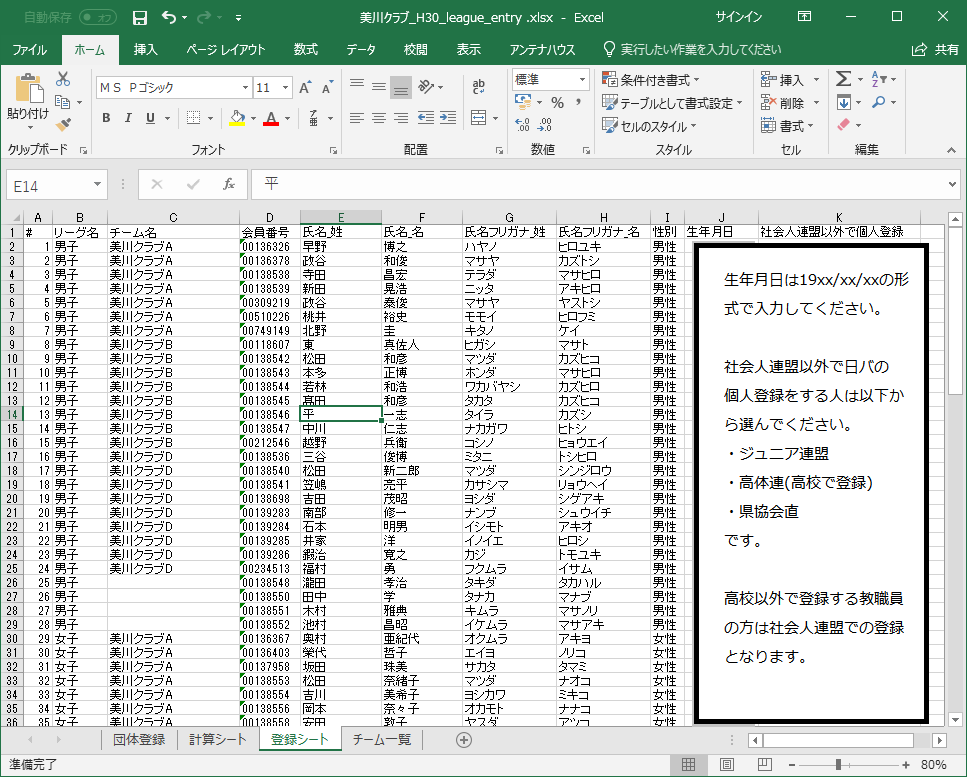 自動保存 オフ 美川クラブ_H30_league_entry .xlsx - Excel サインイン
ファイル ホーム 挿入 ページ レイアウト 数式 データ 校閲 表示 アンテナハウス 実行したい作業を入力してください 共有
貼り付け ＭＳ Ｐゴシック 11 標準 条件付き書式 テーブルとして書式設定 セルのスタイル 挿入 削除 書式
クリップボード フォント 配置 数値 スタイル セル 編集
E14 fx 平
A B C D E F G H I J K
1 # リーグ名 チーム名 会員番号 氏名_姓 氏名_名 氏名フリガナ_姓 氏名フリガナ_名 性別 生年月日 社会人連盟以外で個人登録
2 1 男子 美川クラブA 00136326 早野 博之 ハヤノ ヒロユキ 男性
3 2 男子 美川クラブA 00136378 政谷 和俊 マサヤ カズトシ 男性
4 3 男子 美川クラブA 00138538 寺田 昌宏 テラダ マサヒロ 男性
5 4 男子 美川クラブA 00138539 新田 晃浩 ニッタ アキヒロ 男性
6 5 男子 美川クラブA 00309219 政谷 泰俊 マサヤ ヤストシ 男性
7 6 男子 美川クラブA 00510226 桃井 裕史 モモイ ヒロフミ 男性
8 7 男子 美川クラブA 00749149 北野 圭 キタノ ケイ 男性
9 8 男子 美川クラブB 00118607 東 真佐人 ヒガシ マサト 男性
10 9 男子 美川クラブB 00138542 松田 和彦 マツダ カズヒコ 男性
11 10 男子 美川クラブB 00138543 本多 正博 ホンダ マサヒロ 男性
12 11 男子 美川クラブB 00138544 若林 和浩 ワカバヤシ カズヒロ 男性
13 12 男子 美川クラブB 00138545 髙田 和彦 タカタ カズヒコ 男性
14 13 男子 美川クラブB 00138546 平 一志 タイラ カズシ 男性
15 14 男子 美川クラブB 00138547 中川 仁志 ナカガワ ヒトシ 男性
16 15 男子 美川クラブB 00212546 越野 兵衛 コシノ ヒョウエイ 男性
17 16 男子 美川クラブD 00138536 三谷 俊博 ミタニ トシヒロ 男性
18 17 男子 美川クラブD 00138540 松田 新二郎 マツダ シンジロウ 男性
19 18 男子 美川クラブD 00138541 笠嶋 亮平 カサシマ リョウヘイ 男性
20 19 男子 美川クラブD 00138698 吉田 茂昭 ヨシダ シゲアキ 男性
21 20 男子 美川クラブD 00139283 南部 修一 ナンブ シュウイチ 男性
22 21 男子 美川クラブD 00139284 石本 明男 イシモト アキオ 男性
23 22 男子 美川クラブD 00139285 井家 洋 イノイエ ヒロシ 男性
24 23 男子 美川クラブD 00139286 鍜治 寛之 カジ トモユキ 男性
25 24 男子 美川クラブD 00284513 福村 勇 フクムラ イサム 男性
26 25 男子 00138548 瀧田 孝治 タキダ タカハル 男性
27 26 男子 00138550 田中 学 タナカ マナブ 男性
28 27 男子 00138551 木村 雅典 キムラ マサノリ 男性
29 28 男子 00138552 池村 昌昭 イケムラ マサアキ 男性
30 29 女子 美川クラブA 00136367 奥村 亜紀代 オクムラ アキヨ 女性
31 30 女子 美川クラブA 00136403 榮代 哲子 エイヨ ノリコ 女性
32 31 女子 美川クラブA 00137958 坂田 珠美 サカタ タマミ 女性
33 32 女子 美川クラブA 00138553 松田 奈緒子 マツダ ナオコ 女性
34 33 女子 美川クラブA 00138554 吉川 美希子 ヨシカワ ミキコ 女性
35 34 女子 美川クラブA 00138556 岡本 奈々子 オカモト ナナコ 女性
36 35 女子 美川クラブA 00138558 安田 敦子 ヤスダ アツコ 女性
生年月日は19xx/xx/xxの形
式で入力してください。
社会人連盟以外で日バの
個人登録をする人は以下か
ら選んでください。
・ジュニア連盟
・高体連(高校で登録)
・県協会直
です。
高校以外で登録する教職員
の方は社会人連盟での登録
となります。
団体登録 計算シート 登録シート チーム一覧
準備完了 80%